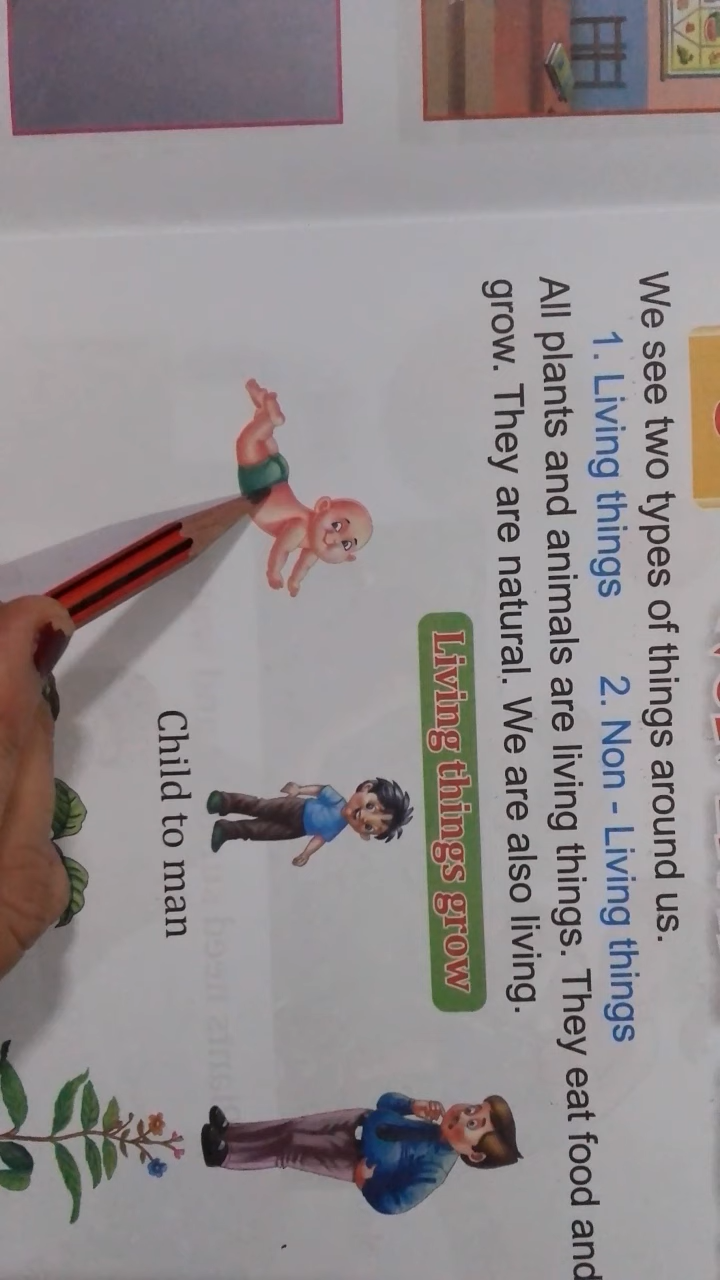 We see two types of things around us.
1. Living things 2. Non - Living things
All plants and animals are living things. They eat food and
grow. They are natural. We are also living.
Living things grow
Child to man